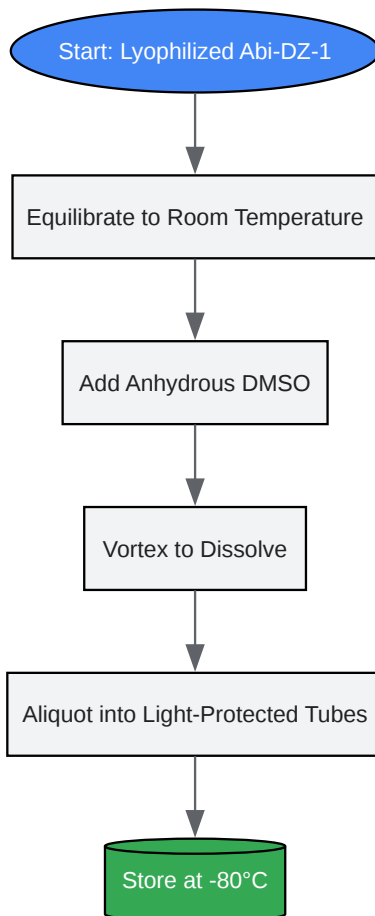 Start: Lyophilized Abi-DZ-1
Equilibrate to Room Temperature
Add Anhydrous DMSO
Vortex to Dissolve
Aliquot into Light-Protected Tubes
Store at -80°C